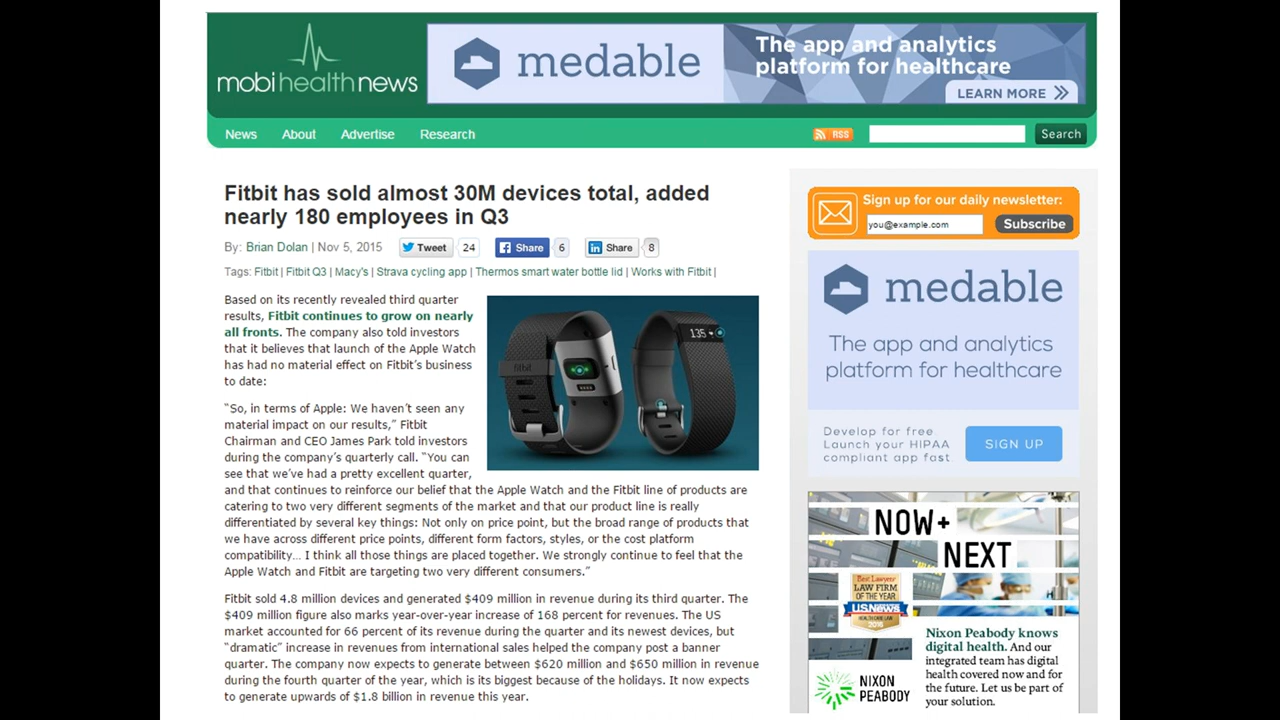 mobihealthnews
medable
The app and analytics
platform for healthcare
LEARN MORE
News
About
Advertise
Research
RSS
Search
Fitbit has sold almost 30M devices total, added
nearly 180 employees in Q3
By: Brian Dolan | Nov 5, 2015
Tweet
24
Share
6
Share
8
Tags: Fitbit | Fitbit Q3 | Macy's | Strava cycling app | Thermos smart water bottle lid | Works with Fitbit |
Based on its recently revealed third quarter
results, Fitbit continues to grow on nearly
all fronts. The company also told investors
that it believes that launch of the Apple Watch
has had no material effect on Fitbit's business
to date:
"So, in terms of Apple: We haven't seen any
material impact on our results," Fitbit
Chairman and CEO James Park told investors
during the company's quarterly call. "You can
see that we've had a pretty excellent quarter,
and that continues to reinforce our belief that the Apple Watch and the Fitbit line of products are
catering to two very different segments of the market and that our product line is really
differentiated by several key things: Not only on price point, but the broad range of products that
we have across different price points, different form factors, styles, or the cost platform
compatibility… I think all those things are placed together. We strongly continue to feel that the
Apple Watch and Fitbit are targeting two very different consumers."
Fitbit sold 4.8 million devices and generated $409 million in revenue during its third quarter. The
$409 million figure also marks year-over-year increase of 168 percent for revenues. The US
market accounted for 66 percent of its revenue during the quarter and its newest devices, but
"dramatic" increase in revenues from international sales helped the company post a banner
quarter. The company now expects to generate between $620 million and $650 million in revenue
during the fourth quarter of the year, which is its biggest because of the holidays. It now expects
to generate upwards of $1.8 billion in revenue this year.
fitbit
135
Sign up for our daily newsletter:
you@example.com
Subscribe
medable
The app and analytics
platform for healthcare
Develop for free
Launch your HIPAA
compliant app fast.
SIGN UP
NOW+
NEXT
Best Lawyers
LAW FIRM
OF THE YEAR
U.S.News
HEALTH CARE LAW
2016
Nixon Peabody knows
digital health. And our
integrated team has digital
health covered now and for
the future. Let us be part of
your solution.
NIXON
PEABODY